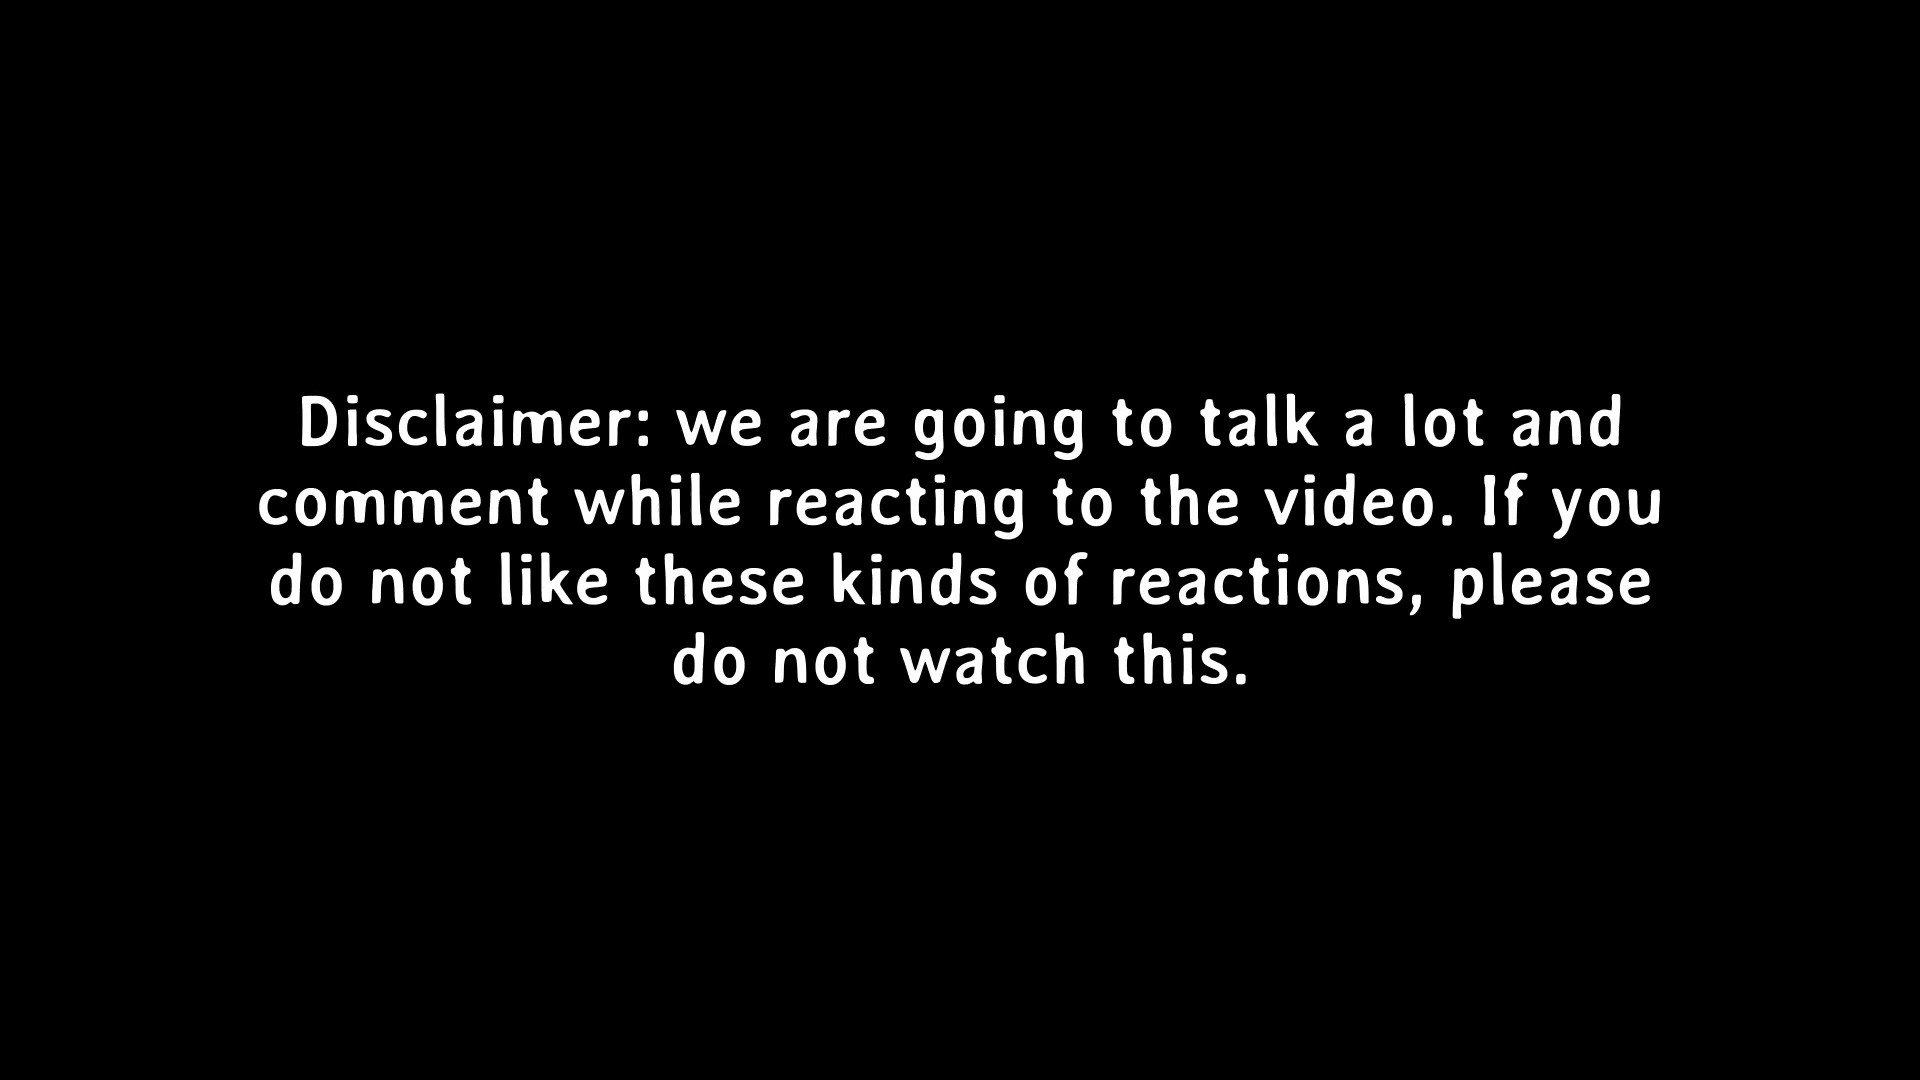 Disclaimer: we are going to talk a lot and
comment while reacting to the video. If you
do not like these kinds of reactions, please
do not watch this.